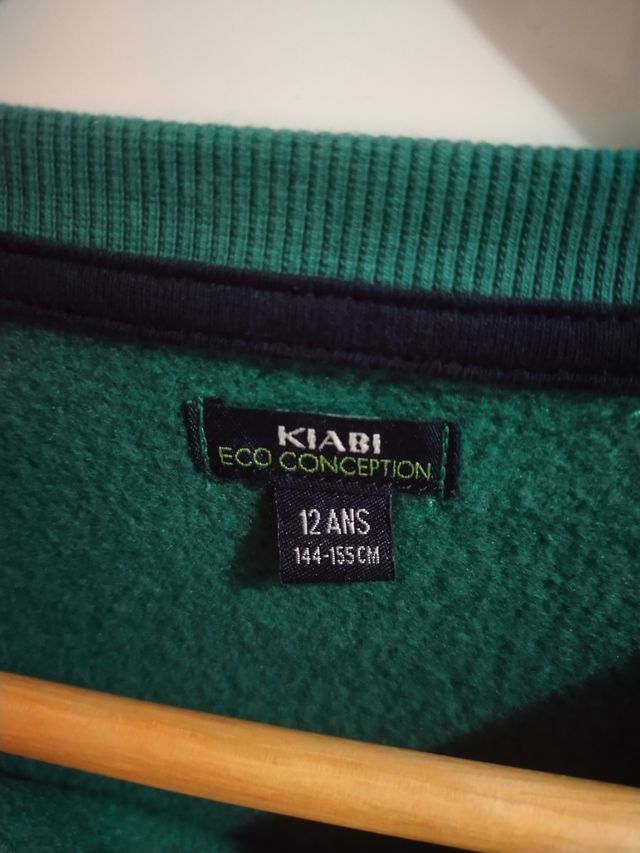 KIABI
ECO CONCEPTION
12 ANS
144-155 CM